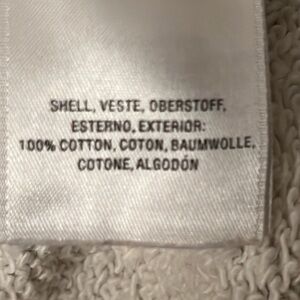 SHELL, VESTE, OBERSTOFF,
ESTERNO, EXTERIOR:
100% COTTON, COTON, BAUMWOLLE,
COTONE, ALGODÓN